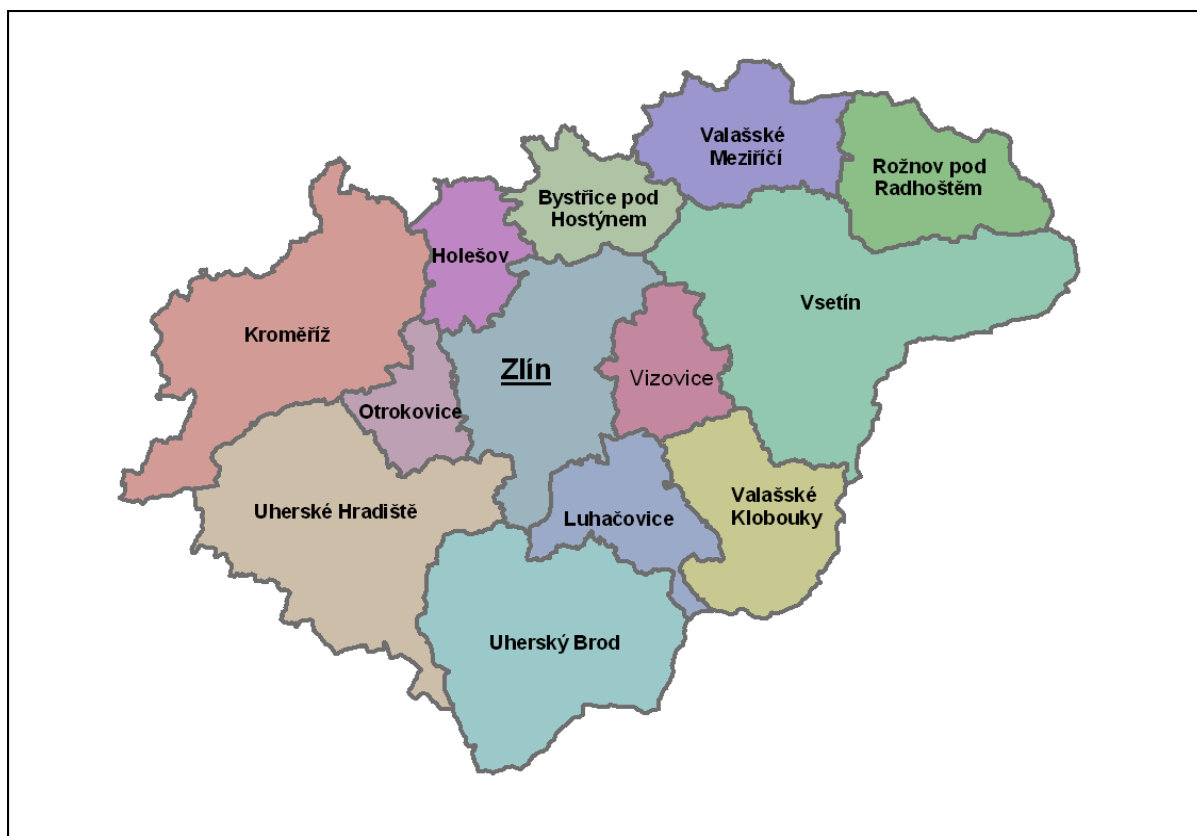 Valašské
Meziříčí
Rožnov pod
Radhoštěm
Bystřice pod
Hostýnem
Holešov
Vsetín
Kroměříž
Zlín
Vizovice
Otrokovice
Valašské
Klobouky
Uherské Hradiště
Luhačovice
Uherský Brod